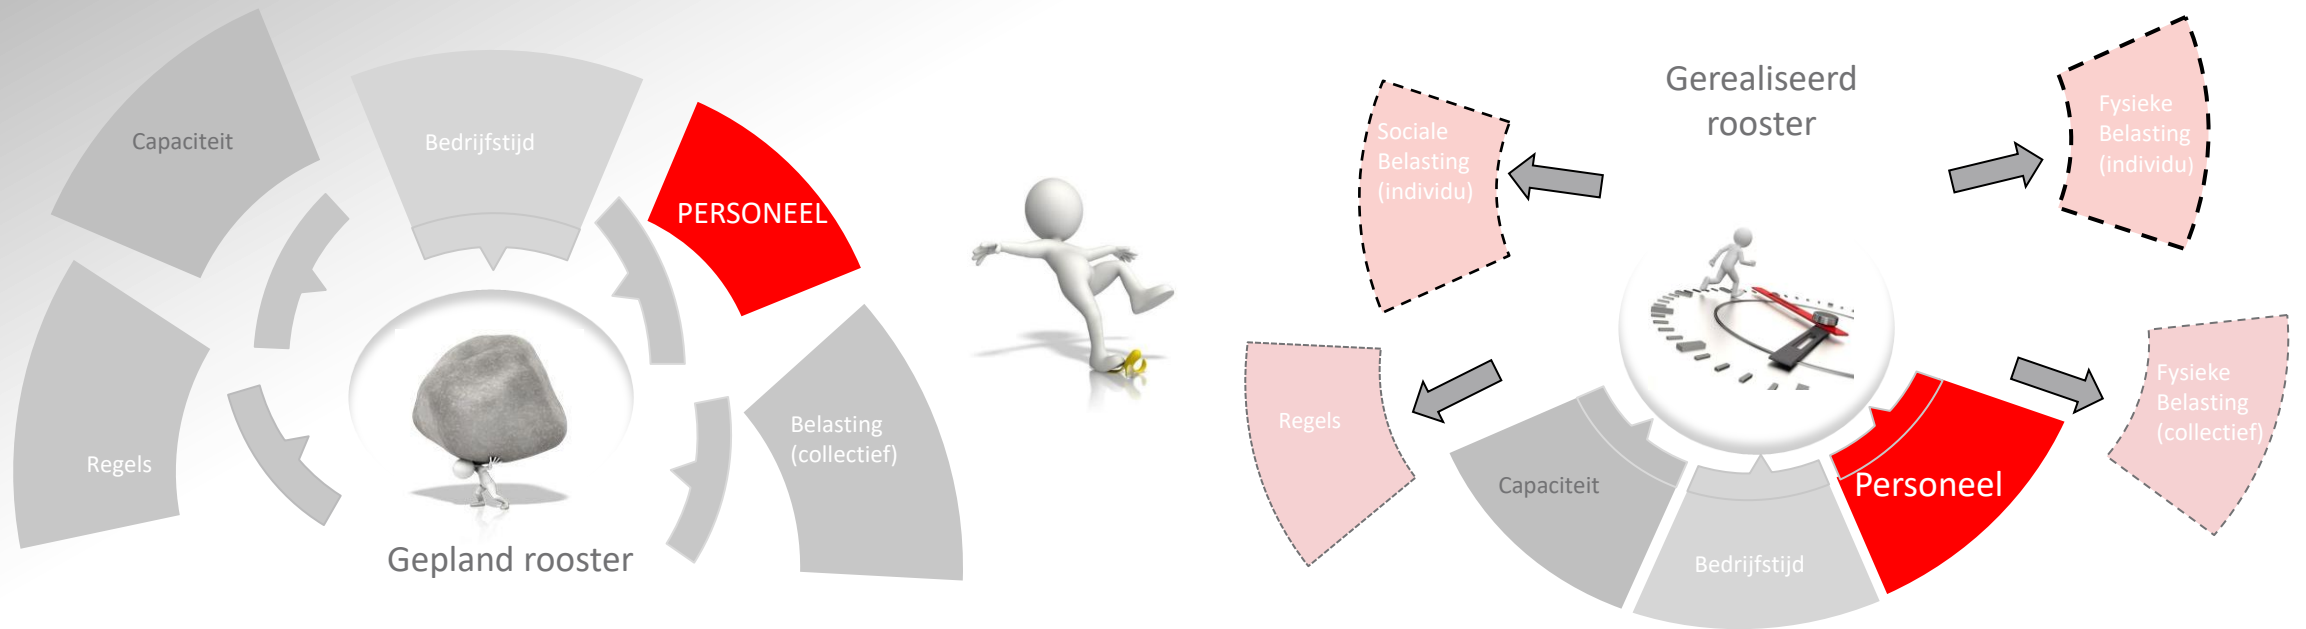 Capaciteit
Bedrijfstijd
PERSONEEL
Regels
Belasting
(collectief)
Gepland rooster
Gerealiseerd
rooster
Sociale
Belasting
(individu)
Fysieke
Belasting
(individu)
Regels
Fysieke
Belasting
(collectief)
Capaciteit
Bedrijfstijd
Personeel